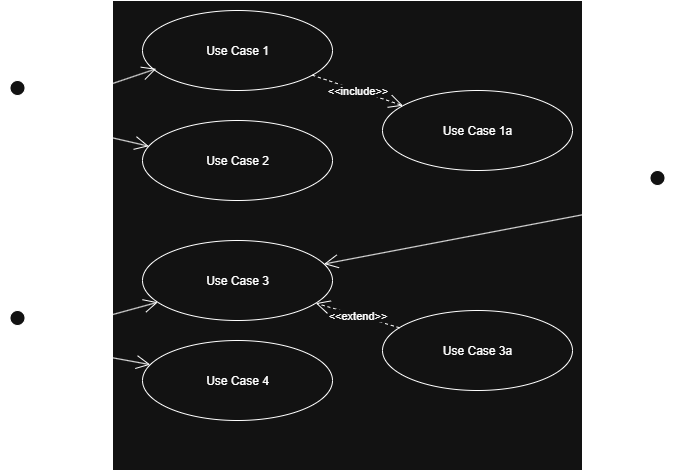 Use Case 1
<<include>>
Use Case 1a
Use Case 2
Use Case 3
<<extend>>
Use Case 3a
Use Case 4